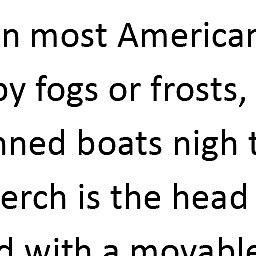 n most American
by fogs or frosts,
nned boats nigh t
erch is the head
d with a movable